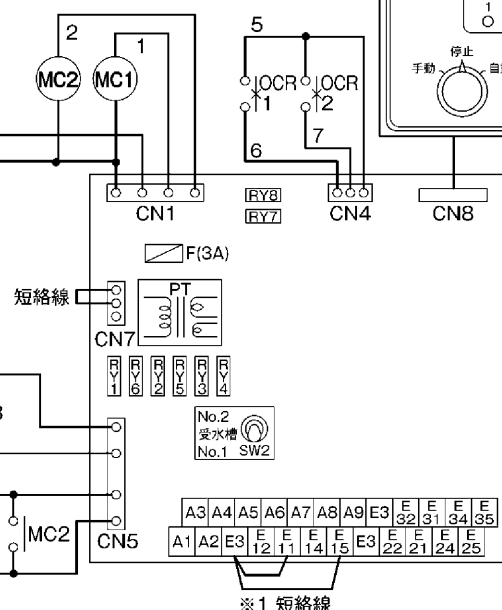 1
2
5
停止
1
手動
自
MC2
MC1
OCR
1
OCR
2
7
6
CN1
RY8
RY7
CN4
CN8
F(3A)
短絡線
PT
CN7
RY1
RY6
RY2
RY5
RY3
RY4
No.2
受水槽
No.1 SW2
MC2
CN5
A3 A4 A5 A6 A7 A8 A9 E3 E32 E31 E34 E35
A1 A2 E3 E12 E11 E14 E15 E3 E22 E21 E24 E25
※1 短絡線